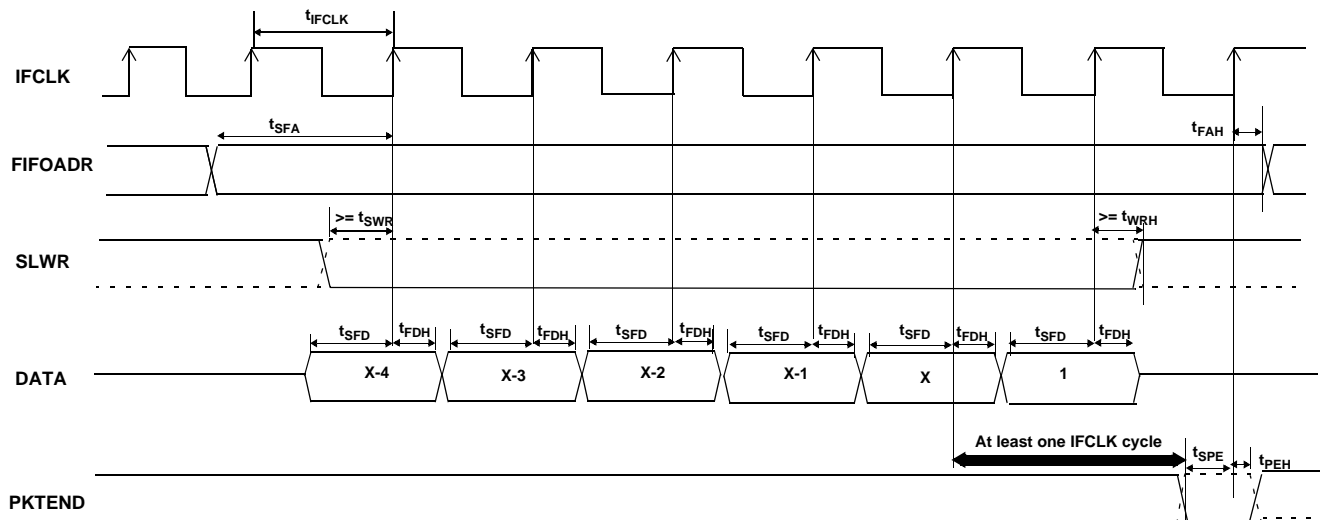 tIFCLK
IFCLK
tSFA
tFAH
FIFOADR
>= tSWR
>= tWRH
SLWR
tSFD tFDH tSFD tFDH tSFD tFDH tSFD tFDH tSFD tFDH tSFD tFDH
DATA X-4 X-3 X-2 X-1 X 1
At least one IFCLK cycle
tSPE tPEH
PKTEND